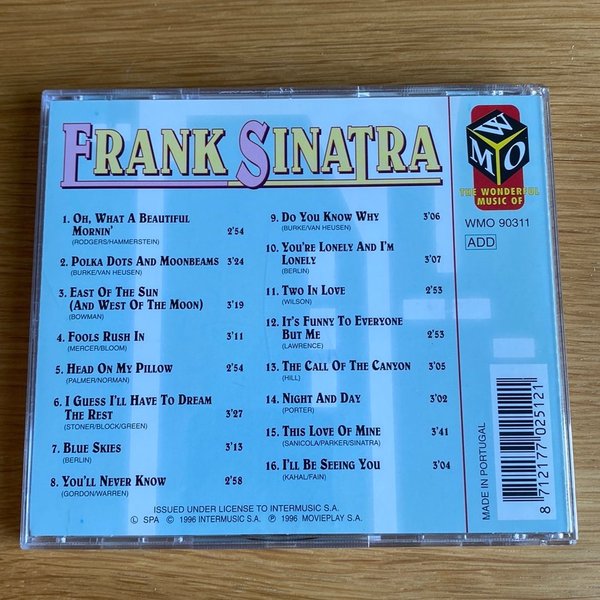 FRANK SINATRA
1. OH, WHAT A BEAUTIFUL
MORNIN' 2'54
(RODGERS/HAMMERSTEIN)
2. POLKA DOTS AND MOONBEAMS 3'24
(BURKE/VAN HEUSEN)
3. EAST OF THE SUN
(AND WEST OF THE MOON) 3'19
(BOWMAN)
4. FOOLS RUSH IN 3'11
(MERCER/BLOOM)
5. HEAD ON MY PILLOW 2'54
(PALMER/NORMAN)
6. I GUESS I'LL HAVE TO DREAM
THE REST 3'27
(STONER/BLOCK/GREEN)
7. BLUE SKIES 3'13
(BERLIN)
8. YOU'LL NEVER KNOW 2'58
(GORDON/WARREN)
9. DO YOU KNOW WHY 3'06
(BURKE/VAN HEUSEN)
10. YOU'RE LONELY AND I'M
LONELY 3'07
(BERLIN)
11. TWO IN LOVE 2'53
(WILSON)
12. IT'S FUNNY TO EVERYONE
BUT ME 2'53
(LAWRENCE)
13. THE CALL OF THE CANYON 3'05
(HILL)
14. NIGHT AND DAY 3'02
(PORTER)
15. THIS LOVE OF MINE 3'41
(SANICOLA/PARKER/SINATRA)
16. I'LL BE SEEING YOU 3'04
(KAHAL/FAIN)
ISSUED UNDER LICENSE TO INTERMUSIC S.A.
Ⓛ SPA © 1996 INTERMUSIC S.A. ℗ 1996 MOVIEPLAY S.A.
WMO
THE WONDERFUL
MUSIC OF
WMO 90311
ADD
MADE IN PORTUGAL
8 712177 025121